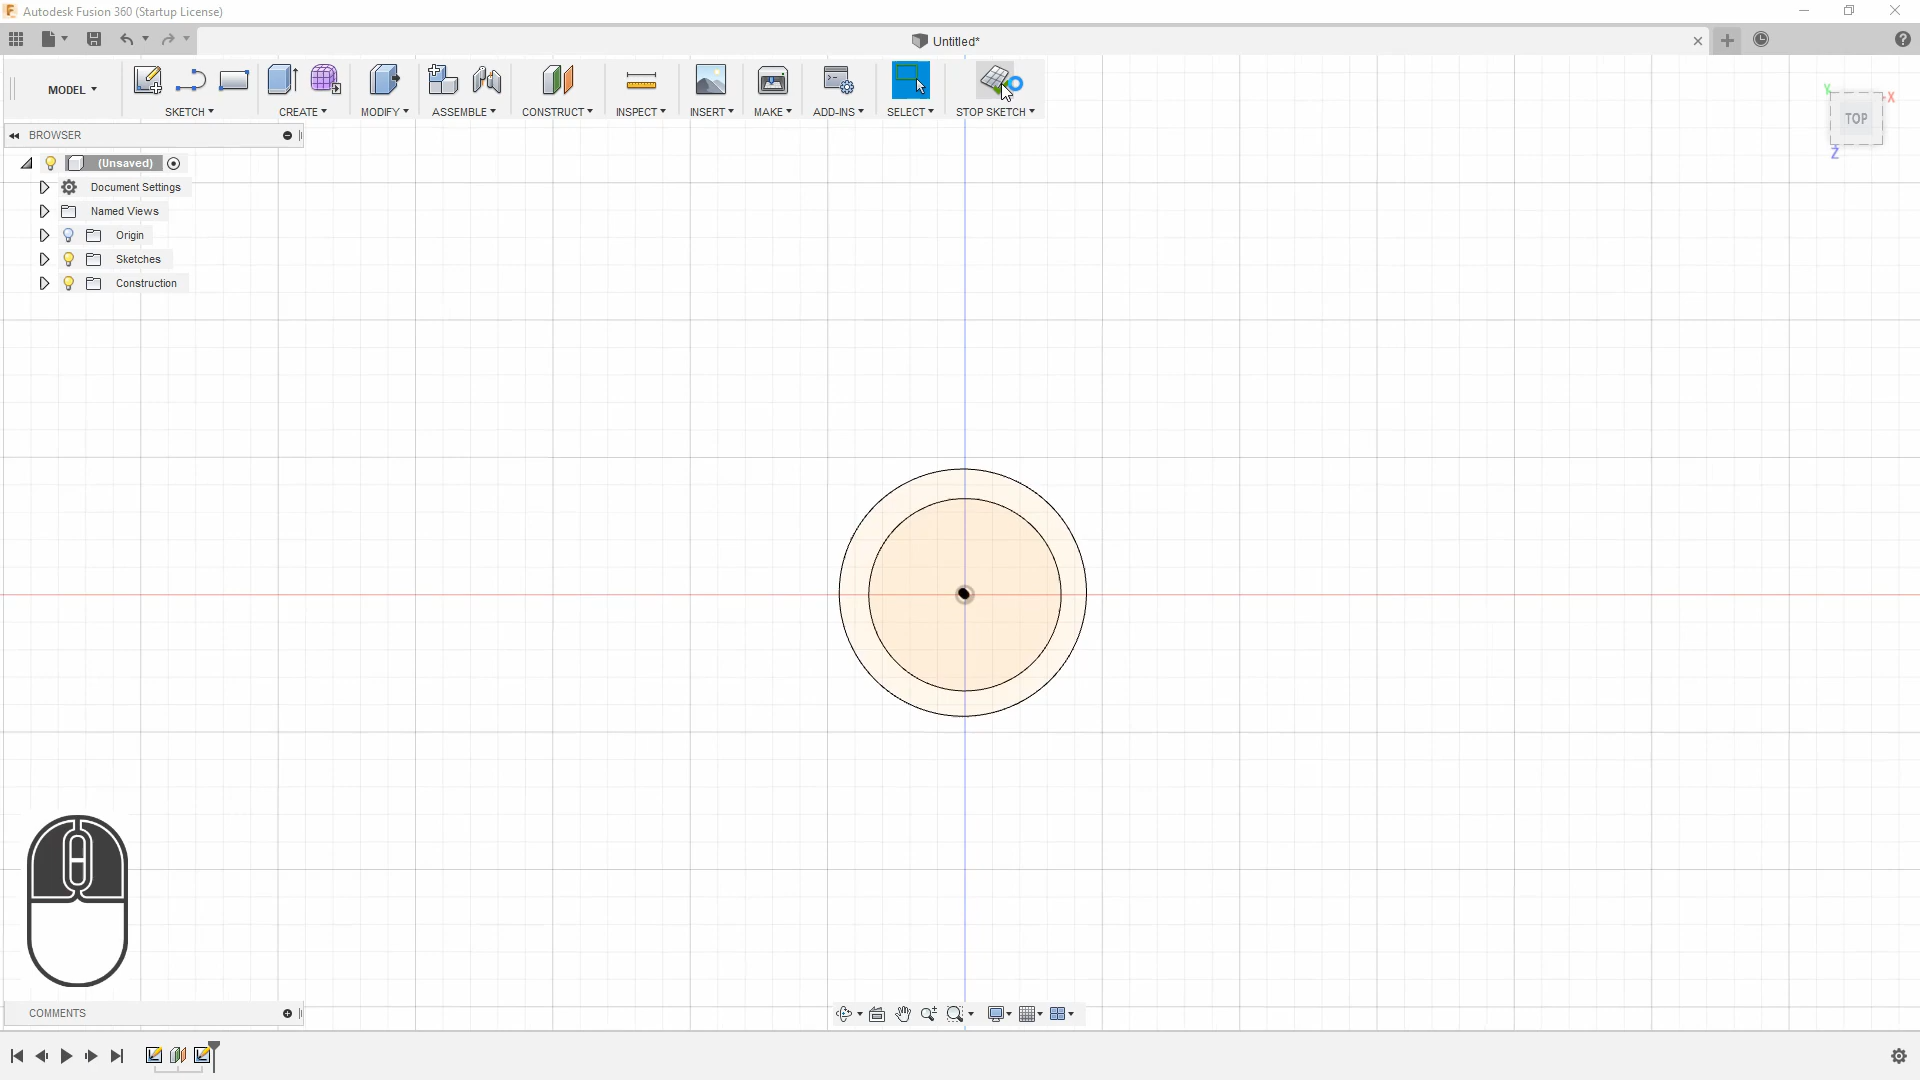 Autodesk Fusion 360 (Startup License)
Untitled*
MODEL
SKETCH
CREATE
MODIFY
ASSEMBLE
CONSTRUCT
INSPECT
INSERT
MAKE
ADD-INS
SELECT
STOP SKETCH
Y
X
TOP
Z
BROWSER
(Unsaved)
Document Settings
Named Views
Origin
Sketches
Construction
COMMENTS